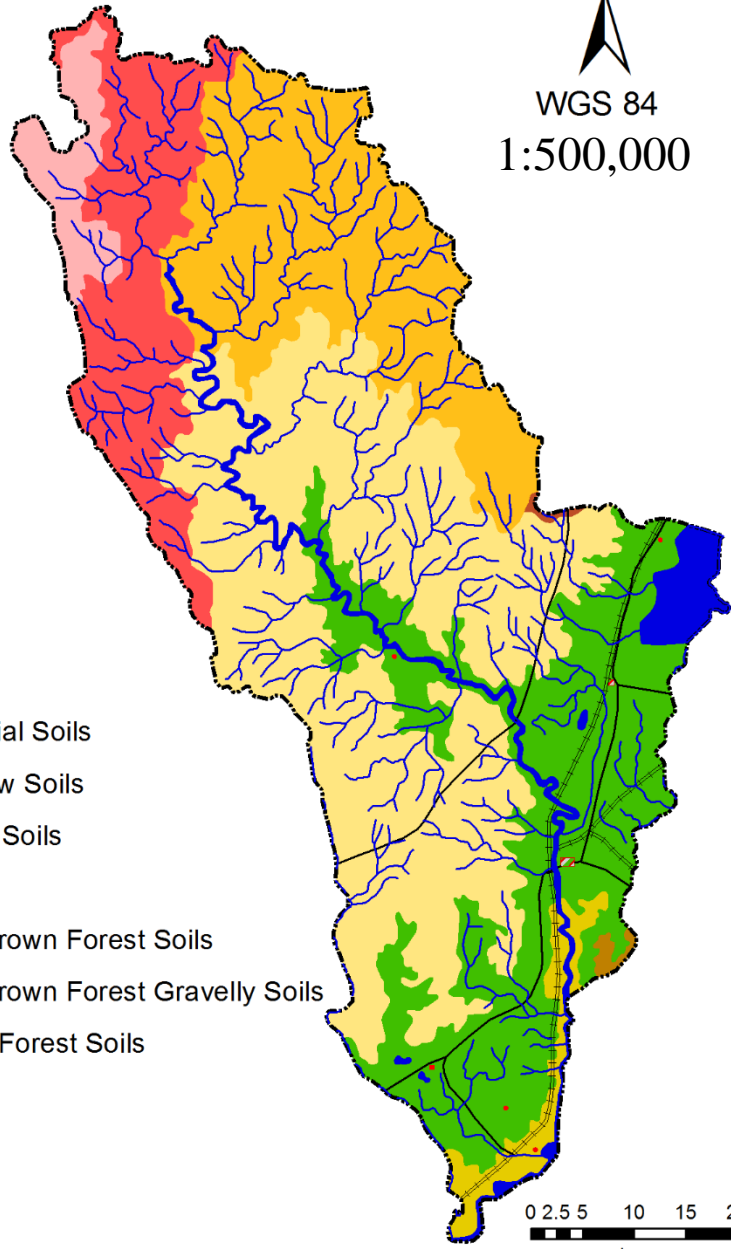 WGS 84
1:500,000
ial Soils
w Soils
Soils
rown Forest Soils
rown Forest Gravelly Soils
Forest Soils
0 2.5 5 10 15 2